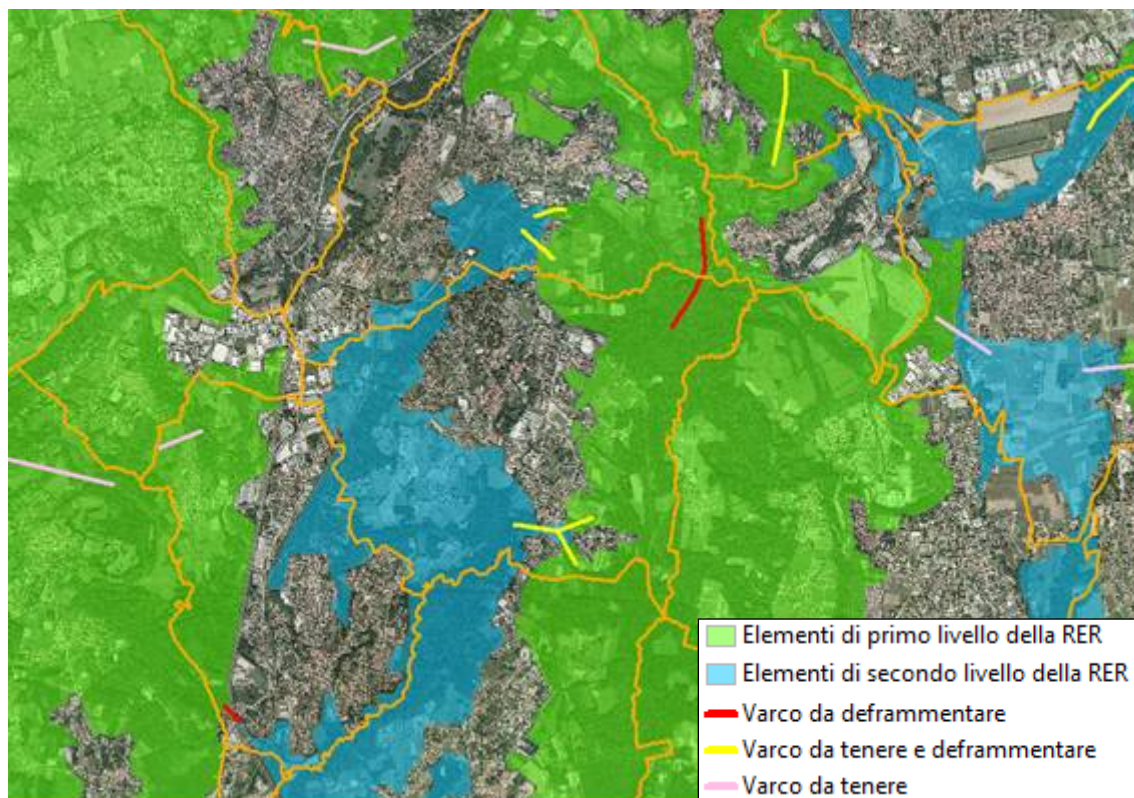 Elementi di primo livello della RER
Elementi di secondo livello della RER
Varco da deframmentare
Varco da tenere e deframmentare
Varco da tenere